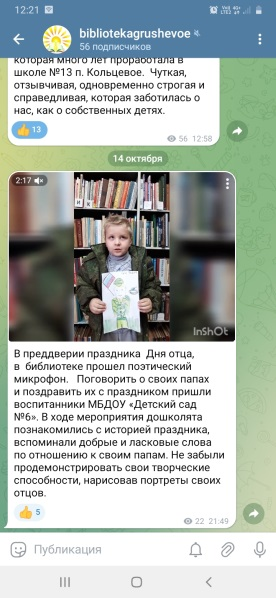 12:21
91%
bibliotekagrushevoe
56 подписчиков
которая много лет проработала в
школе №13 п. Кольцевое. Чуткая,
отзывчивая, одновременно строгая и
справедливая, которая заботилась о
нас, как о собственных детях.
13
56 12:58
14 октября
2:17
InShOt
В преддверии праздника Дня отца,
в библиотеке прошел поэтический
микрофон. Поговорить о своих папах
и поздравить их с праздником пришли
воспитанники МБДОУ «Детский сад
№6». В ходе мероприятия дошколята
познакомились с историей праздника,
вспоминали добрые и ласковые слова
по отношению к своим папам. Не забыли
продемонстрировать свои творческие
способности, нарисовав портреты своих
отцов.
5
22 21:49
Публикация